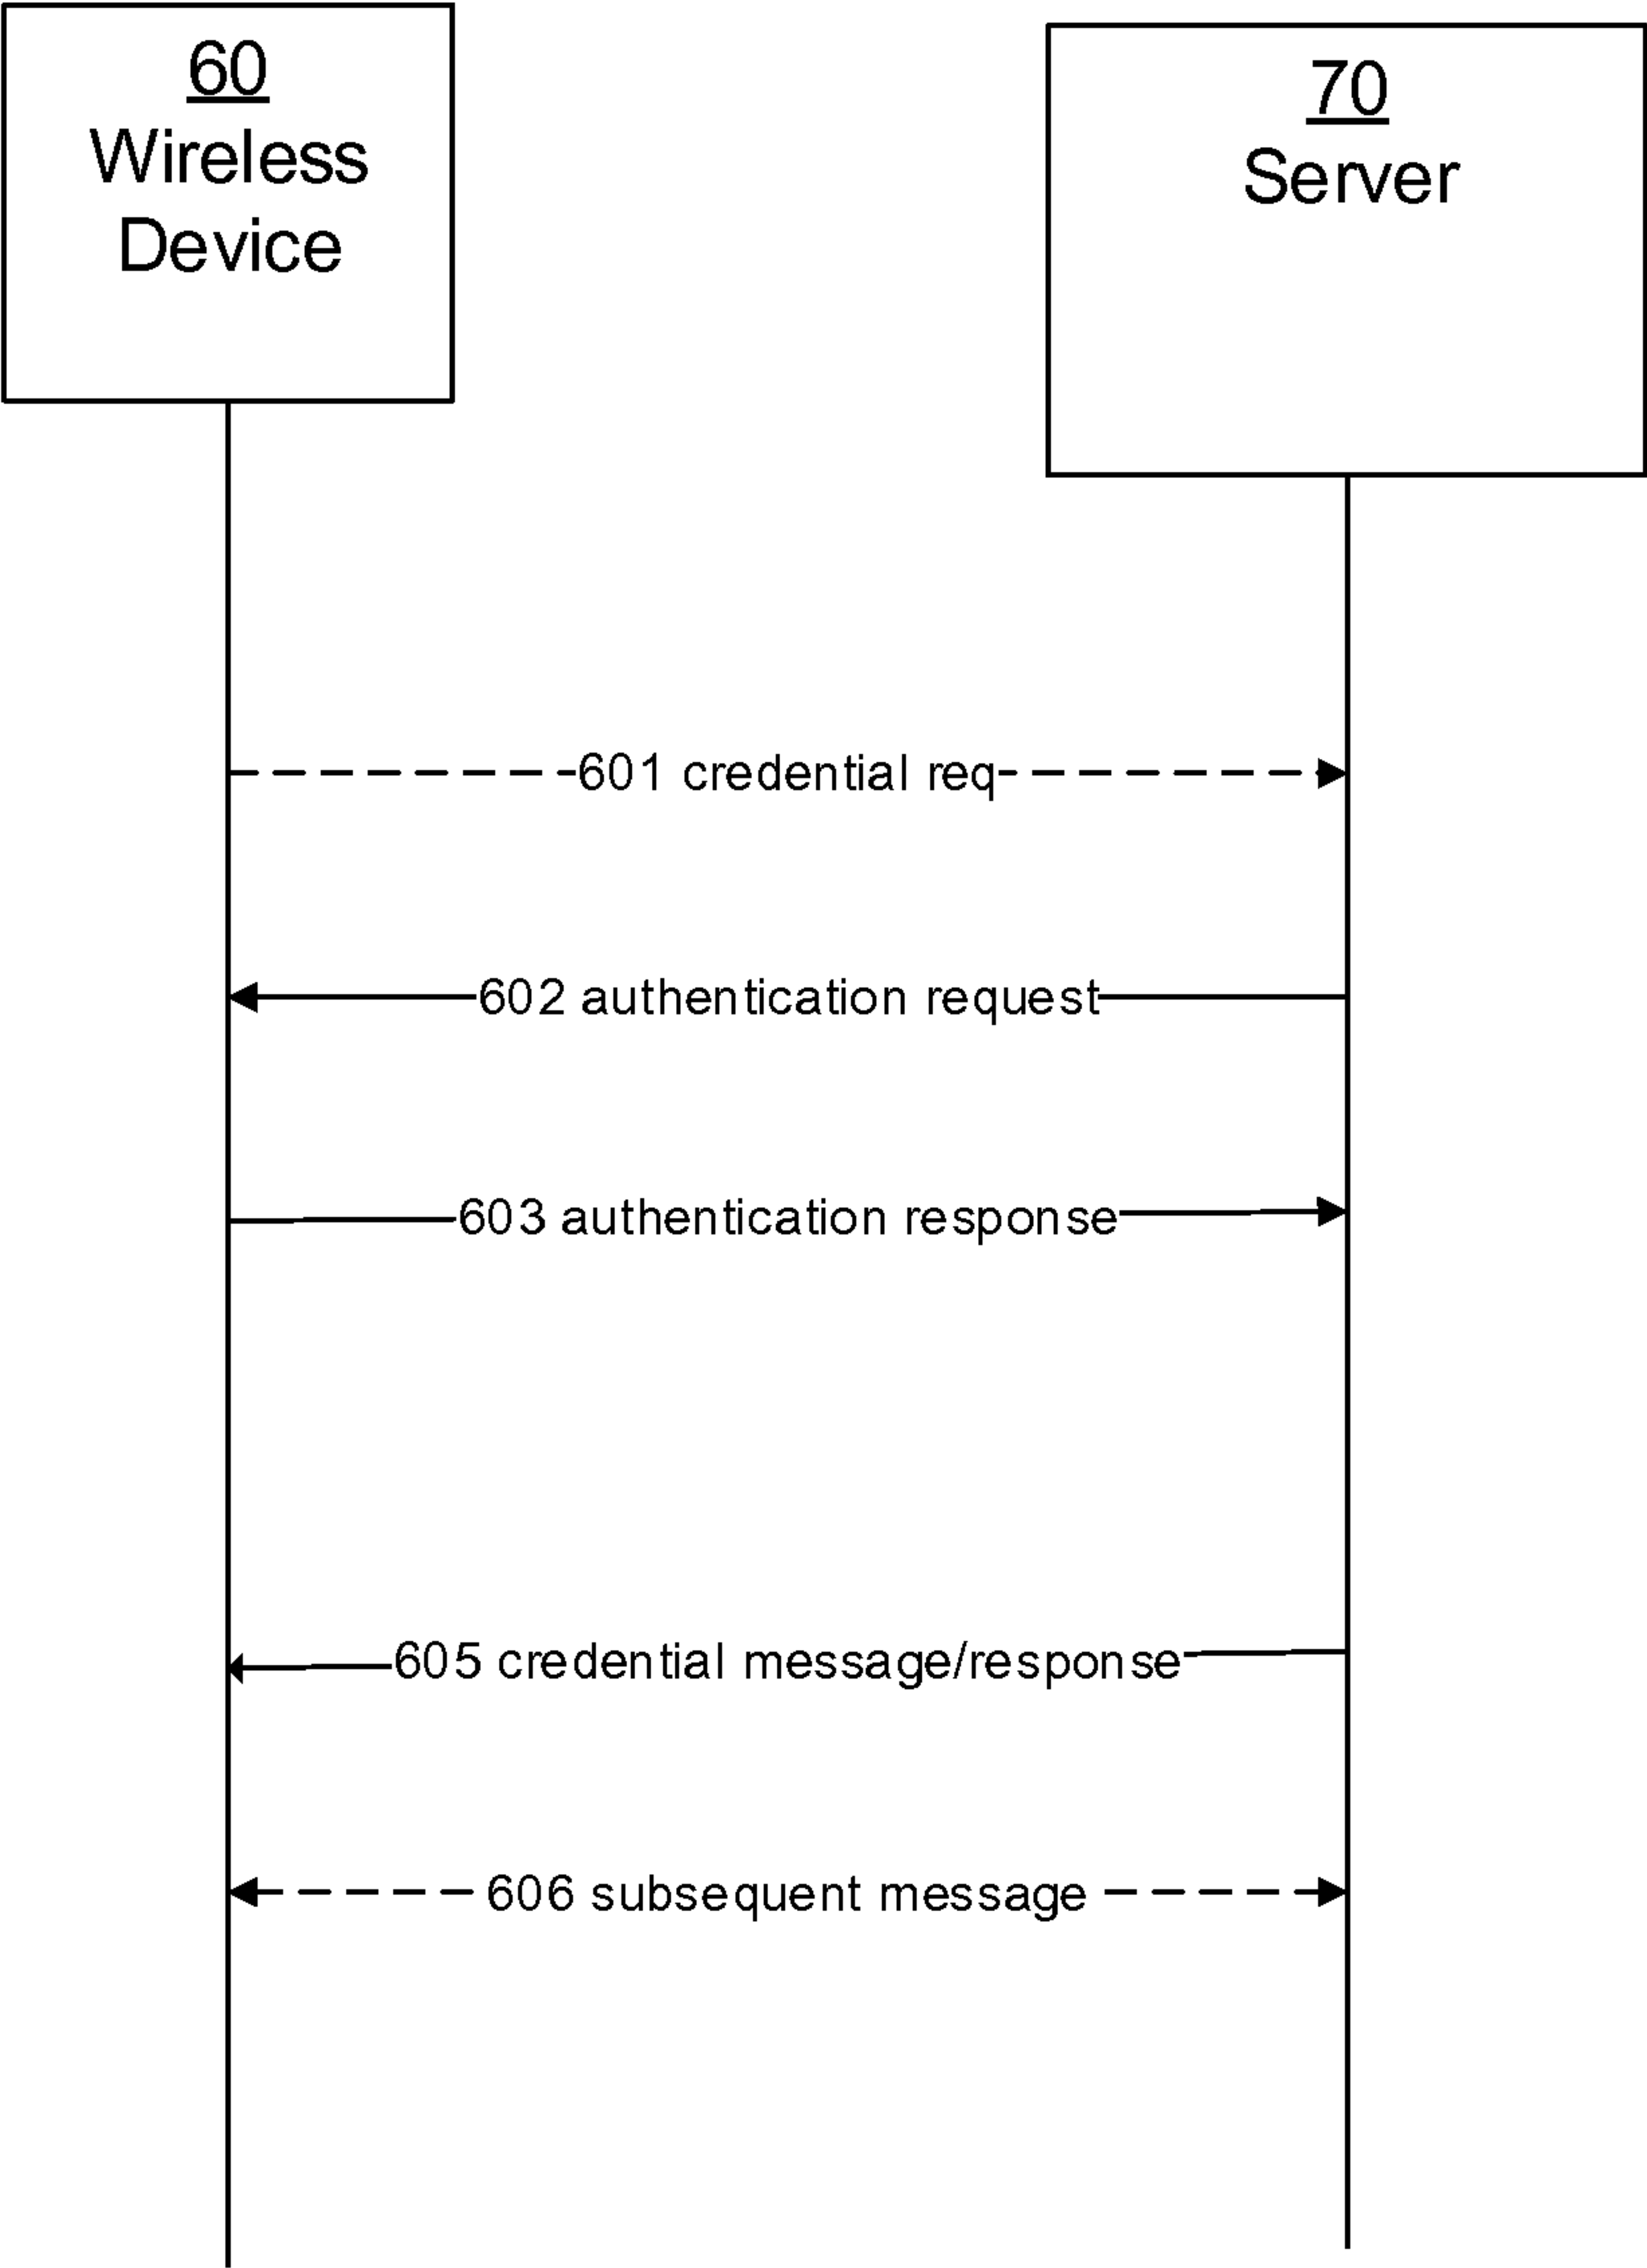 60
Wireless
Device
70
Server
601 credential req
602 authentication request
603 authentication response
605 credential message/response
606 subsequent message